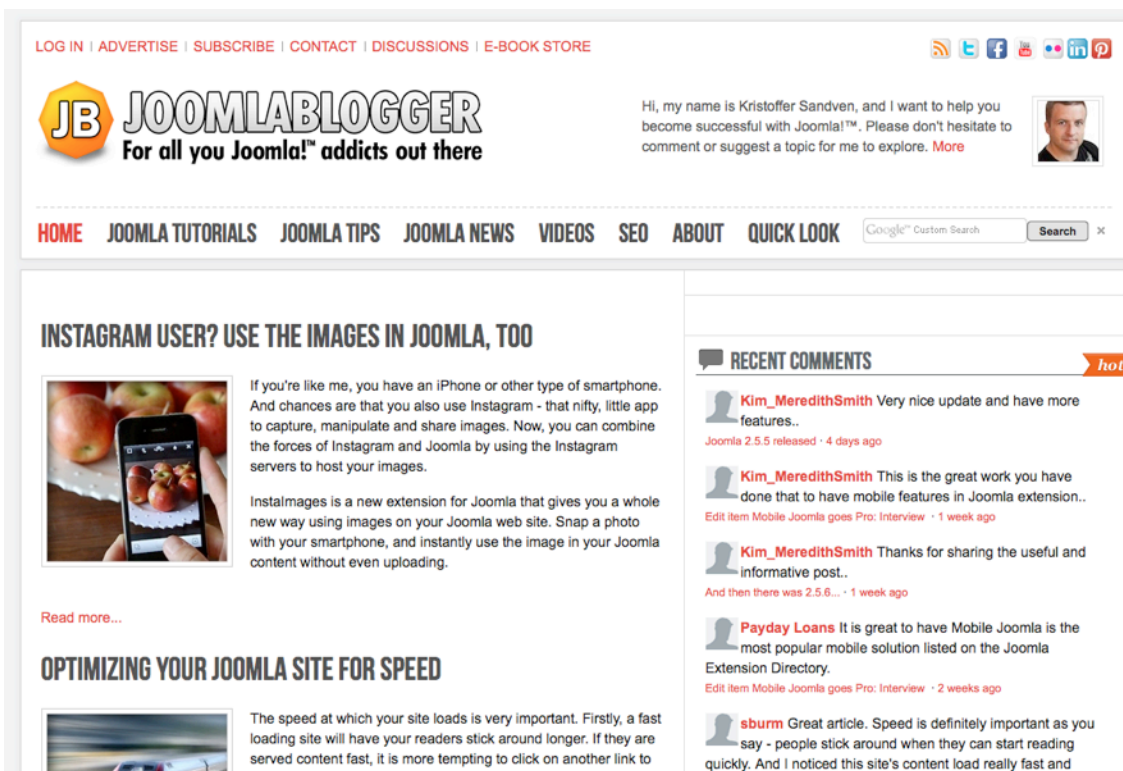 LOG IN | ADVERTISE | SUBSCRIBE | CONTACT | DISCUSSIONS | E-BOOK STORE
JB JOOMLABLOGGER
For all you Joomla!™ addicts out there
Hi, my name is Kristoffer Sandven, and I want to help you
become successful with Joomla!™. Please don't hesitate to
comment or suggest a topic for me to explore. More
HOME JOOMLA TUTORIALS JOOMLA TIPS JOOMLA NEWS VIDEOS SEO ABOUT QUICK LOOK Google™ Custom Search Search ×
INSTAGRAM USER? USE THE IMAGES IN JOOMLA, TOO
If you're like me, you have an iPhone or other type of smartphone.
And chances are that you also use Instagram - that nifty, little app
to capture, manipulate and share images. Now, you can combine
the forces of Instagram and Joomla by using the Instagram
servers to host your images.
InstaImages is a new extension for Joomla that gives you a whole
new way using images on your Joomla web site. Snap a photo
with your smartphone, and instantly use the image in your Joomla
content without even uploading.
Read more...
OPTIMIZING YOUR JOOMLA SITE FOR SPEED
The speed at which your site loads is very important. Firstly, a fast
loading site will have your readers stick around longer. If they are
served content fast, it is more tempting to click on another link to
RECENT COMMENTS
hot
Kim_MeredithSmith Very nice update and have more
features..
Joomla 2.5.5 released · 4 days ago
Kim_MeredithSmith This is the great work you have
done that to have mobile features in Joomla extension..
Edit item Mobile Joomla goes Pro: Interview · 1 week ago
Kim_MeredithSmith Thanks for sharing the useful and
informative post..
And then there was 2.5.6... · 1 week ago
Payday Loans It is great to have Mobile Joomla is the
most popular mobile solution listed on the Joomla
Extension Directory.
Edit item Mobile Joomla goes Pro: Interview · 2 weeks ago
sburm Great article. Speed is definitely important as you
say - people stick around when they can start reading
quickly. And I noticed this site's content load really fast and